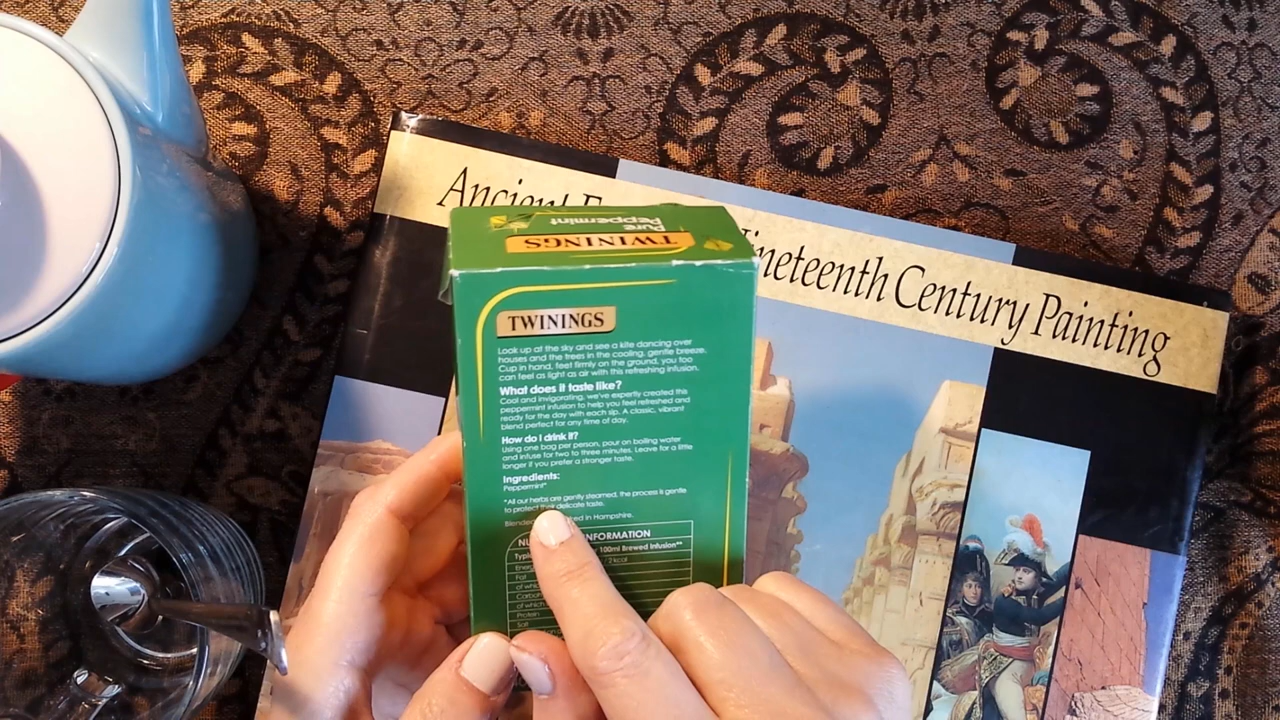 Ancient
Nineteenth Century Painting
Pure
Peppermint
TWININGS
TWININGS
Look up at the sky and see a kite dancing over
houses and the trees in the cooling, gentle breeze.
Cup in hand, feet firmly on the ground, you too
can feel as light as air with this refreshing infusion.
What does it taste like?
Cool and invigorating, we've expertly created this
peppermint infusion to help you feel refreshed and
ready for the day with each sip. A classic, vibrant
blend perfect for any time of day.
How do I drink it?
Using one bag per person, pour on boiling water
and infuse for two to three minutes. Leave for a little
longer if you prefer a stronger taste.
Ingredients:
Peppermint*
*All our herbs are gently steamed, the process is gentle
to protect their delicate taste.
Blended in Hampshire.
INFORMATION
100ml Brewed Infusion**
2kcal
Fat
of which
of which
Protein
Salt